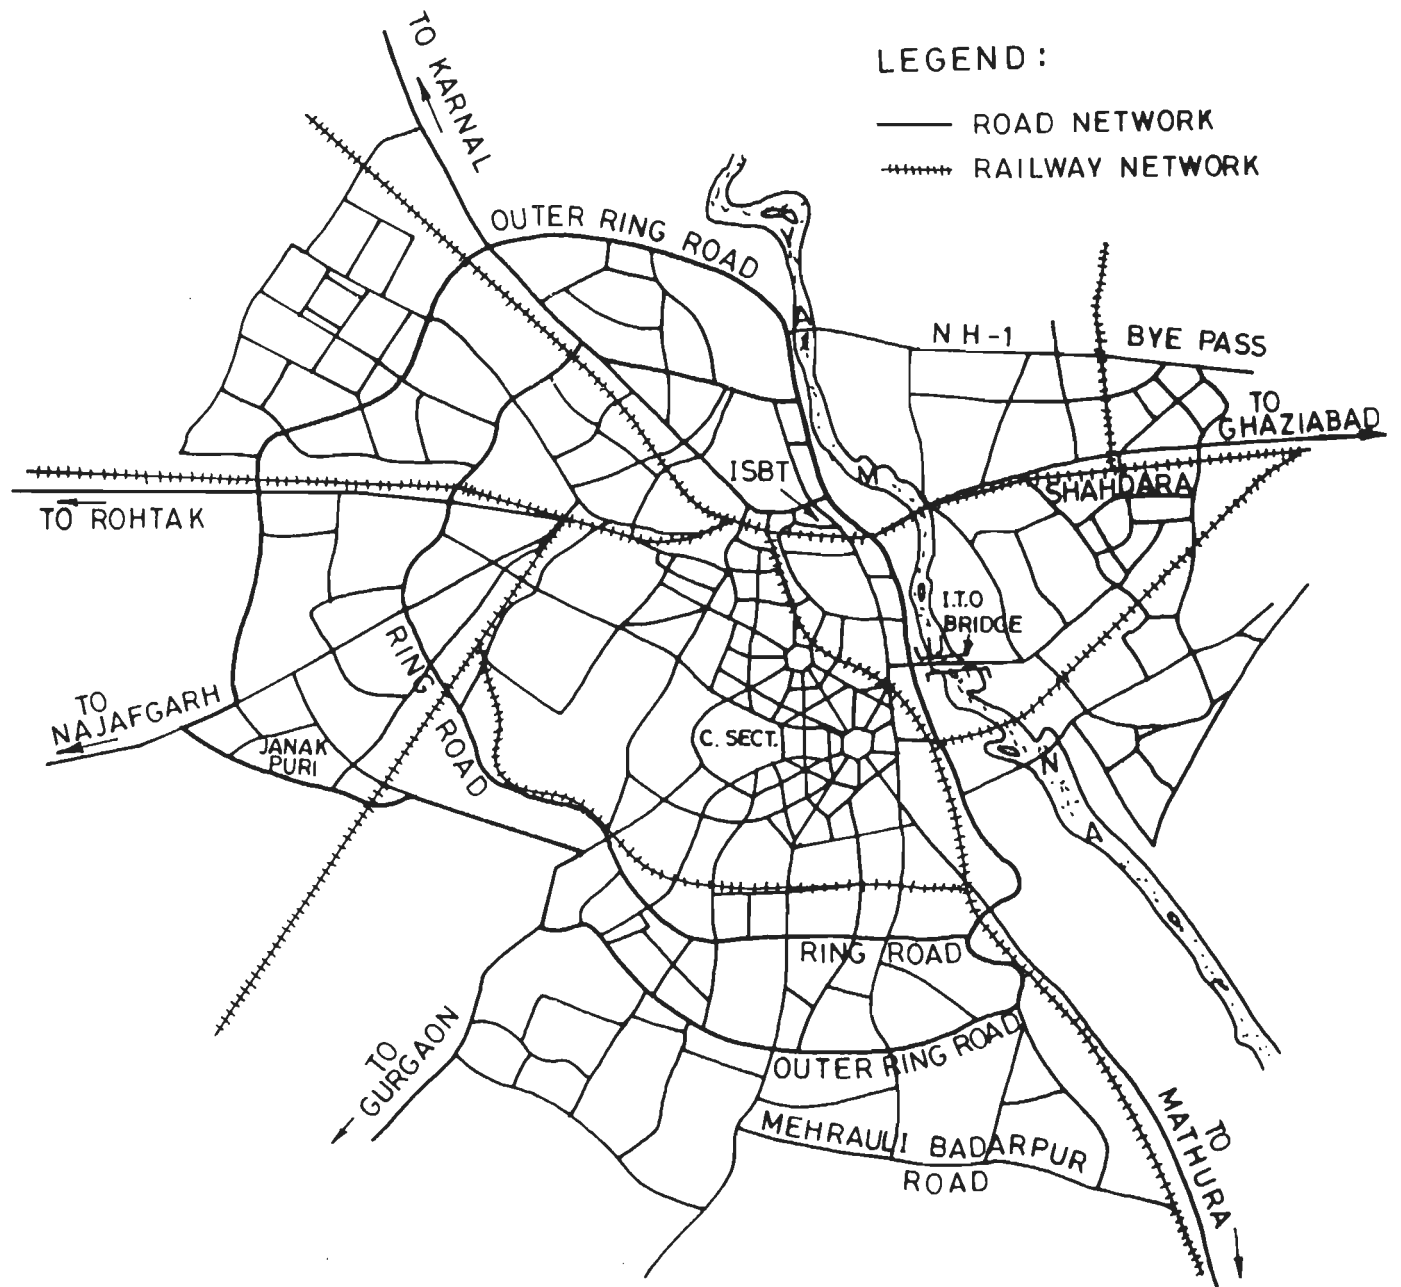 LEGEND :
ROAD NETWORK
RAILWAY NETWORK
TO KARNAL
OUTER RING ROAD
NH-1
BYE PASS
TO
GHAZIABAD
ISBT
SHAHDARA
TO ROHTAK
I.T.O
BRIDGE
RING ROAD
TO
NAJAFGARH
JANAK
PURI
C. SECT.
A
M
N
A
RING ROAD
OUTER RING ROAD
TO
GURGAON
MEHRAULI BADARPUR
ROAD
TO
MATHURA